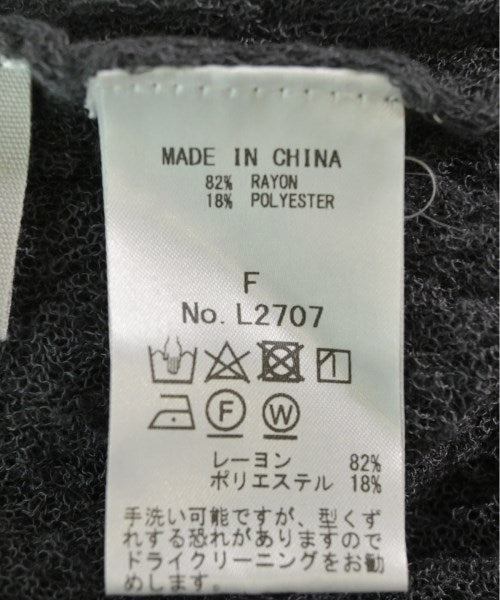 MADE IN CHINA
82% RAYON
18% POLYESTER
F
No. L2707
F W
レーヨン 82%
ポリエステル 18%
手洗い可能ですが、型くず
れする恐れがありますので
ドライクリーニングをお勧
めします。